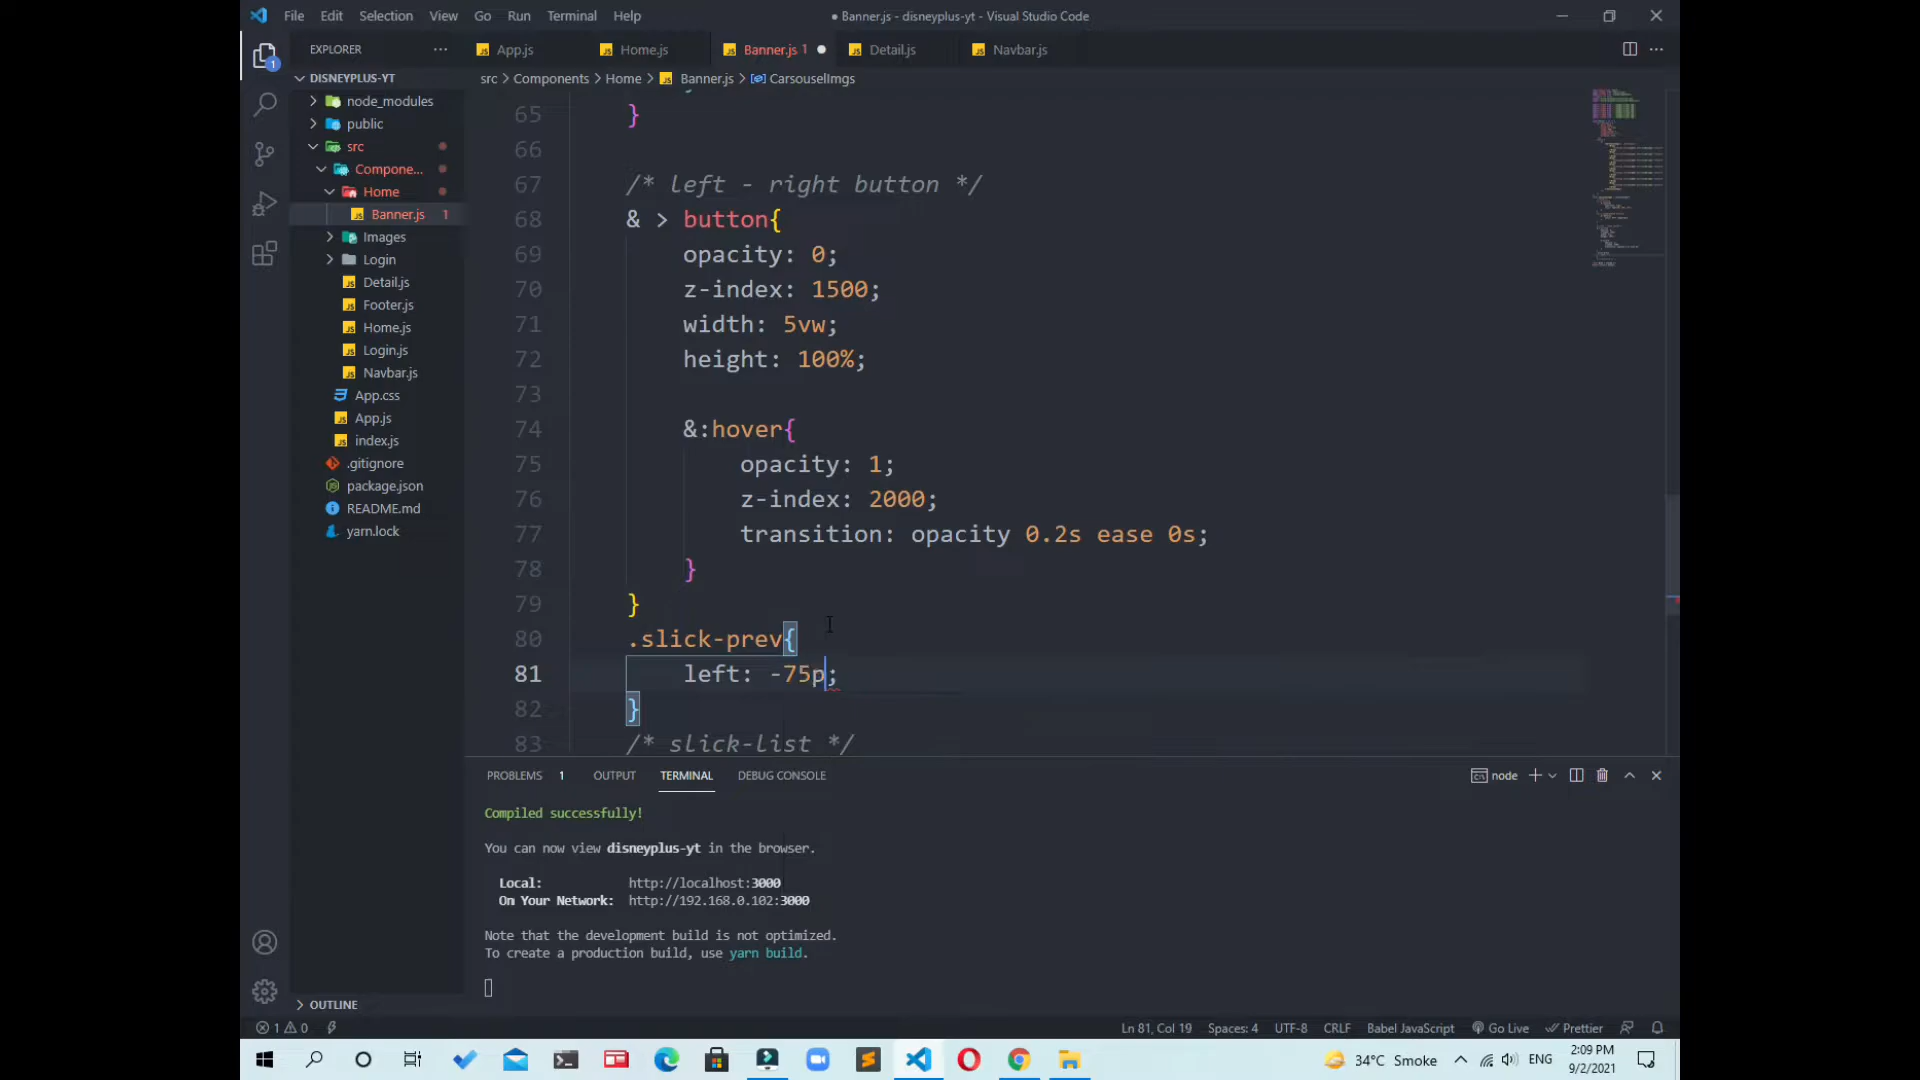 File Edit Selection View Go Run Terminal Help
● Banner.js - disneyplus-yt - Visual Studio Code
EXPLORER
App.js
Home.js
Banner.js 1
Detail.js
Navbar.js
DISNEYPLUS-YT
src > Components > Home > Banner.js > CarsouselImgs
node_modules
public
src
Compone...
Home
Banner.js 1
Images
Login
Detail.js
Footer.js
Home.js
Login.js
Navbar.js
App.css
App.js
index.js
.gitignore
package.json
README.md
yarn.lock
OUTLINE
65 }
66
67 /* left - right button */
68 & > button{
69 opacity: 0;
70 z-index: 1500;
71 width: 5vw;
72 height: 100%;
73
74 &:hover{
75 opacity: 1;
76 z-index: 2000;
77 transition: opacity 0.2s ease 0s;
78 }
79 }
80 .slick-prev{
81 left: -75p;
82 }
83 /* slick-list */
PROBLEMS 1 OUTPUT TERMINAL DEBUG CONSOLE
node
Compiled successfully!
You can now view disneyplus-yt in the browser.
Local: http://localhost:3000
On Your Network: http://192.168.0.102:3000
Note that the development build is not optimized.
To create a production build, use yarn build.
1 0
Ln 81, Col 19 Spaces: 4 UTF-8 CRLF Babel JavaScript Go Live Prettier
34°C Smoke
ENG
2:09 PM
9/2/2021